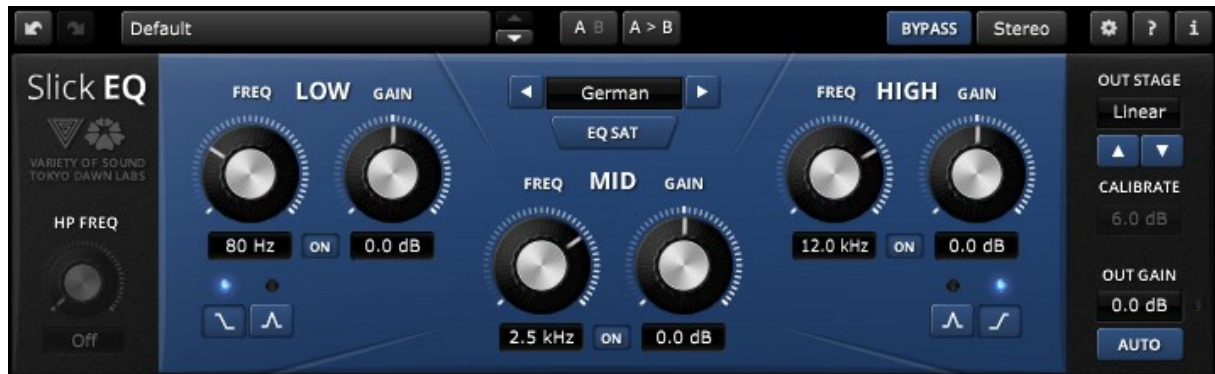 Default
A B
A > B
BYPASS
Stereo
?
i
Slick EQ
VARIETY OF SOUND
TOKYO DAWN LABS
HP FREQ
Off
FREQ LOW GAIN
80 Hz ON 0.0 dB
German
EQ SAT
FREQ MID GAIN
2.5 kHz ON 0.0 dB
FREQ HIGH GAIN
12.0 kHz ON 0.0 dB
OUT STAGE
Linear
CALIBRATE
6.0 dB
OUT GAIN
0.0 dB
AUTO